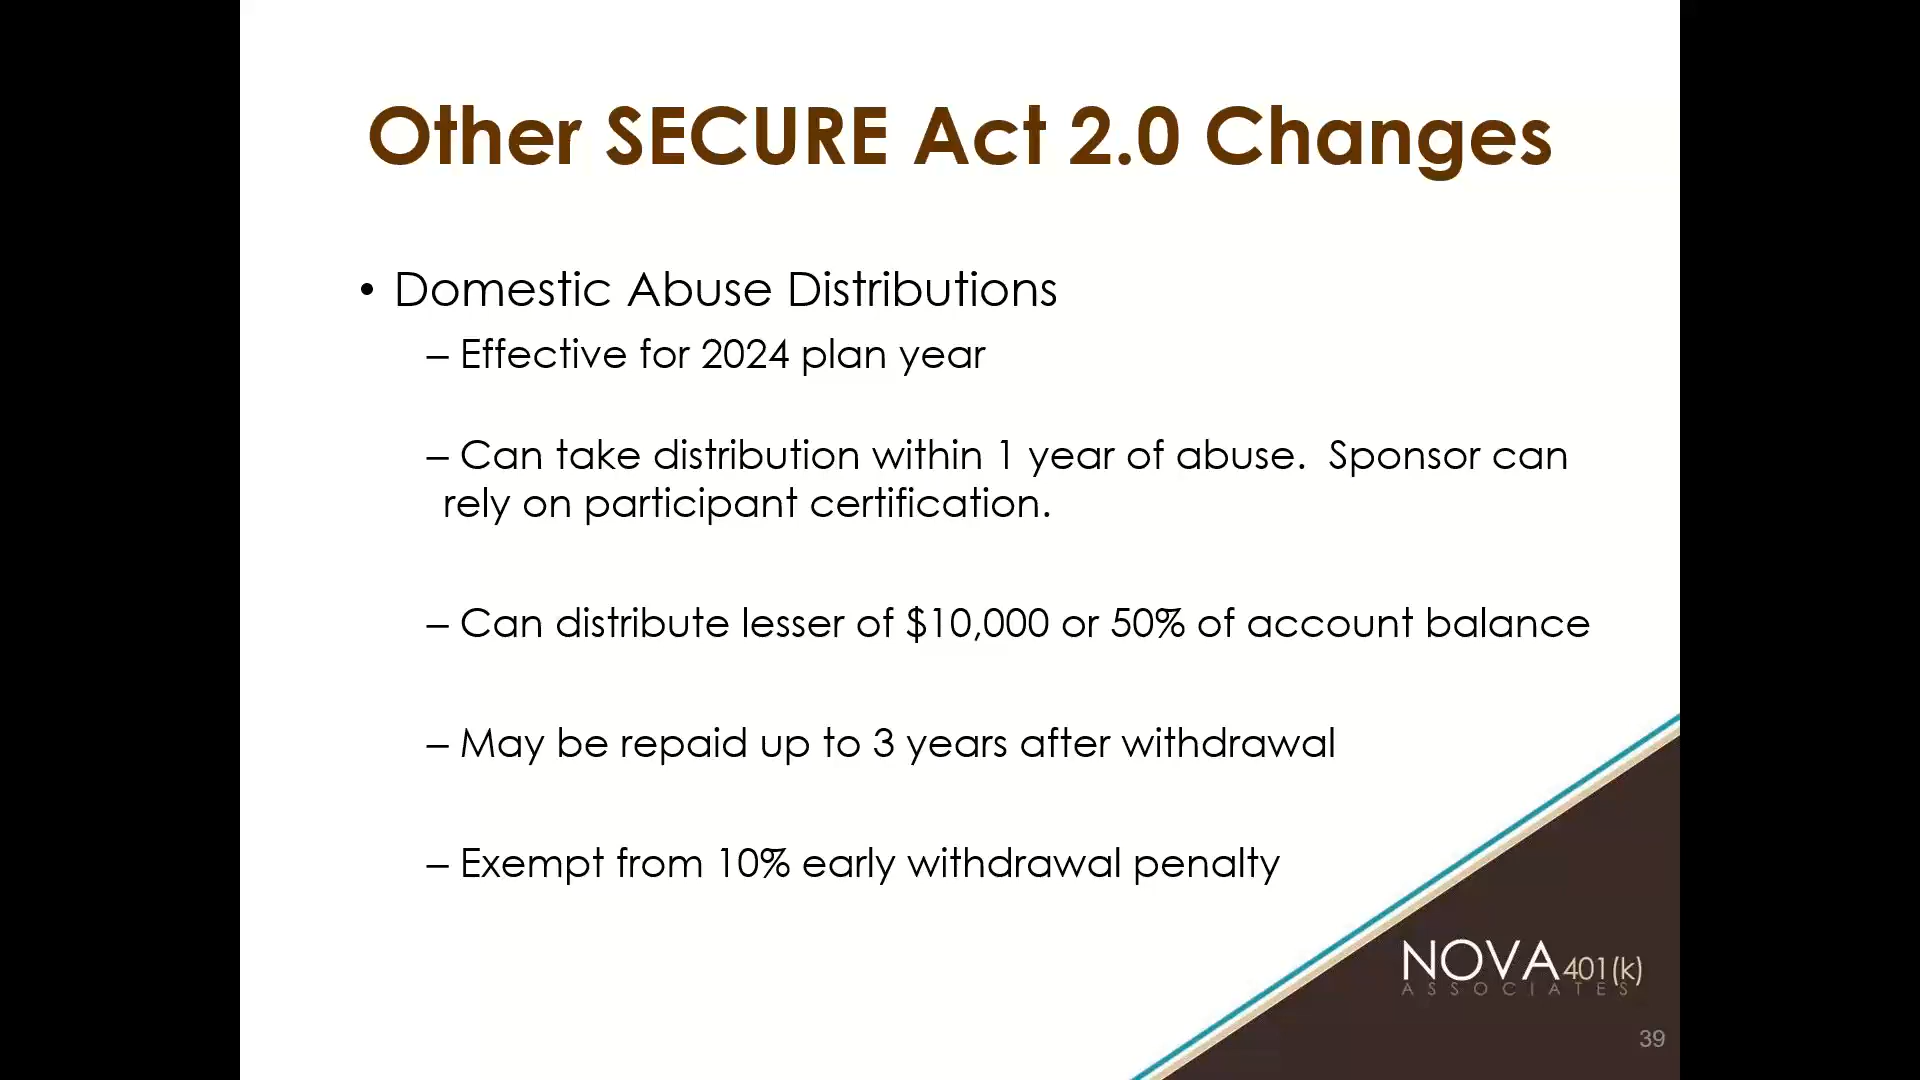 Other SECURE Act 2.0 Changes
• Domestic Abuse Distributions
– Effective for 2024 plan year
– Can take distribution within 1 year of abuse.  Sponsor can
rely on participant certification.
– Can distribute lesser of $10,000 or 50% of account balance
– May be repaid up to 3 years after withdrawal
– Exempt from 10% early withdrawal penalty
NOVA 401(k)
ASSOCIATES
39